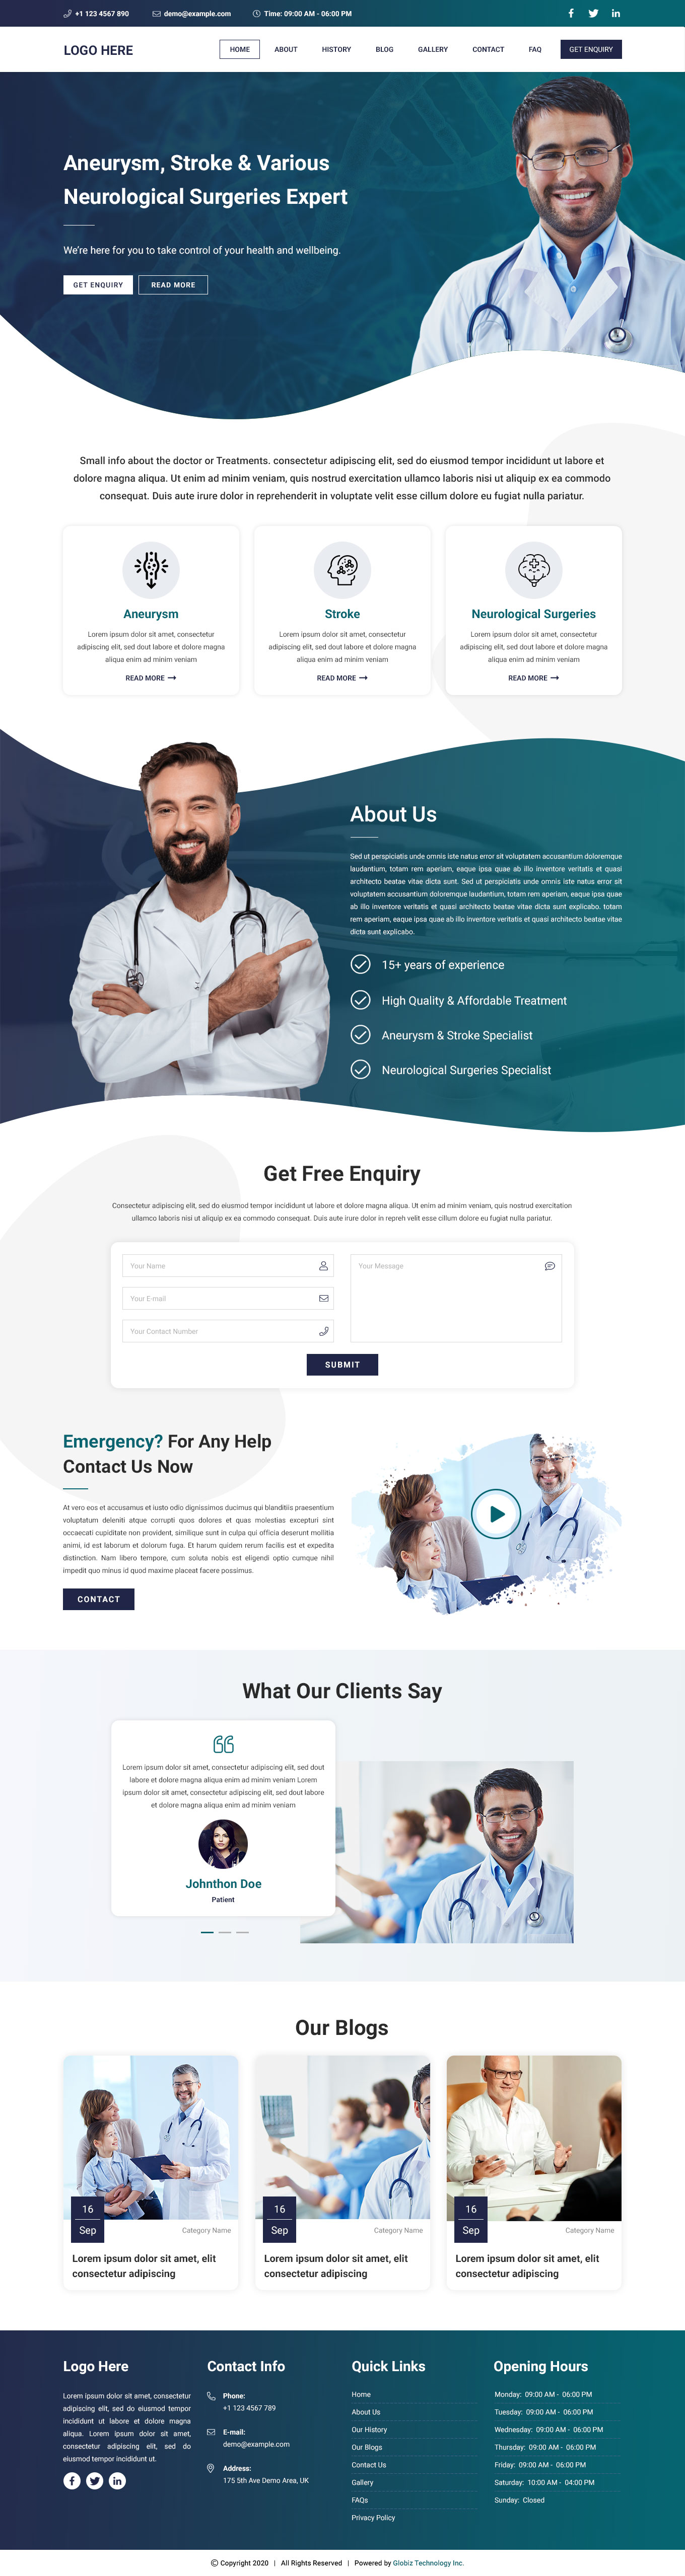 +1 123 4567 890
demo@example.com
Time: 09:00 AM - 06:00 PM
LOGO HERE
HOME
ABOUT
HISTORY
BLOG
GALLERY
CONTACT
FAQ
GET ENQUIRY
Aneurysm, Stroke & Various
Neurological Surgeries Expert
We're here for you to take control of your health and wellbeing.
GET ENQUIRY
READ MORE
Small info about the doctor or Treatments. consectetur adipiscing elit, sed do eiusmod tempor incididunt ut labore et
dolore magna aliqua. Ut enim ad minim veniam, quis nostrud exercitation ullamco laboris nisi ut aliquip ex ea commodo
consequat. Duis aute irure dolor in reprehenderit in voluptate velit esse cillum dolore eu fugiat nulla pariatur.
Aneurysm
Lorem ipsum dolor sit amet, consectetur
adipiscing elit, sed dout labore et dolore magna
aliqua enim ad minim veniam
READ MORE
Stroke
Lorem ipsum dolor sit amet, consectetur
adipiscing elit, sed dout labore et dolore magna
aliqua enim ad minim veniam
READ MORE
Neurological Surgeries
Lorem ipsum dolor sit amet, consectetur
adipiscing elit, sed dout labore et dolore magna
aliqua enim ad minim veniam
READ MORE
About Us
Sed ut perspiciatis unde omnis iste natus error sit voluptatem accusantium doloremque
laudantium, totam rem aperiam, eaque ipsa quae ab illo inventore veritatis et quasi
architecto beatae vitae dicta sunt. Sed ut perspiciatis unde omnis iste natus error sit
voluptatem accusantium doloremque laudantium, totam rem aperiam, eaque ipsa quae
ab illo inventore veritatis et quasi architecto beatae vitae dicta sunt explicabo. totam
rem aperiam, eaque ipsa quae ab illo inventore veritatis et quasi architecto beatae vitae
dicta sunt explicabo.
15+ years of experience
High Quality & Affordable Treatment
Aneurysm & Stroke Specialist
Neurological Surgeries Specialist
Get Free Enquiry
Consectetur adipiscing elit, sed do eiusmod tempor incididunt ut labore et dolore magna aliqua. Ut enim ad minim veniam, quis nostrud exercitation
ullamco laboris nisi ut aliquip ex ea commodo consequat. Duis aute irure dolor in repreh velit esse cillum dolore eu fugiat nulla pariatur.
Your Name
Your E-mail
Your Contact Number
Your Message
SUBMIT
Emergency? For Any Help
Contact Us Now
At vero eos et accusamus et iusto odio dignissimos ducimus qui blanditiis praesentium
voluptatum deleniti atque corrupti quos dolores et quas molestias excepturi sint
occaecati cupiditate non provident, similique sunt in culpa qui officia deserunt mollitia
animi, id est laborum et dolorum fuga. Et harum quidem rerum facilis est et expedita
distinction. Nam libero tempore, cum soluta nobis est eligendi optio cumque nihil
impedit quo minus id quod maxime placeat facere possimus.
CONTACT
What Our Clients Say
Lorem ipsum dolor sit amet, consectetur adipiscing elit, sed dout
labore et dolore magna aliqua enim ad minim veniam Lorem
ipsum dolor sit amet, consectetur adipiscing elit, sed dout labore
et dolore magna aliqua enim ad minim veniam
Johnthon Doe
Patient
Our Blogs
16
Sep
Category Name
Lorem ipsum dolor sit amet, elit
consectetur adipiscing
16
Sep
Category Name
Lorem ipsum dolor sit amet, elit
consectetur adipiscing
16
Sep
Category Name
Lorem ipsum dolor sit amet, elit
consectetur adipiscing
Logo Here
Lorem ipsum dolor sit amet, consectetur
adipiscing elit, sed do eiusmod tempor
incididunt ut labore et dolore magna
aliqua. Lorem ipsum dolor sit amet,
consectetur adipiscing elit, sed do
eiusmod tempor incididunt ut.
Contact Info
Phone:
+1 123 4567 789
E-mail:
demo@example.com
Address:
175 5th Ave Demo Area, UK
Quick Links
Home
About Us
Our History
Our Blogs
Contact Us
Gallery
FAQs
Privacy Policy
Opening Hours
Monday: 09:00 AM - 06:00 PM
Tuesday: 09:00 AM - 06:00 PM
Wednesday: 09:00 AM - 06:00 PM
Thursday: 09:00 AM - 06:00 PM
Friday: 09:00 AM - 06:00 PM
Saturday: 10:00 AM - 04:00 PM
Sunday: Closed
© Copyright 2020 | All Rights Reserved | Powered by Globiz Technology Inc.